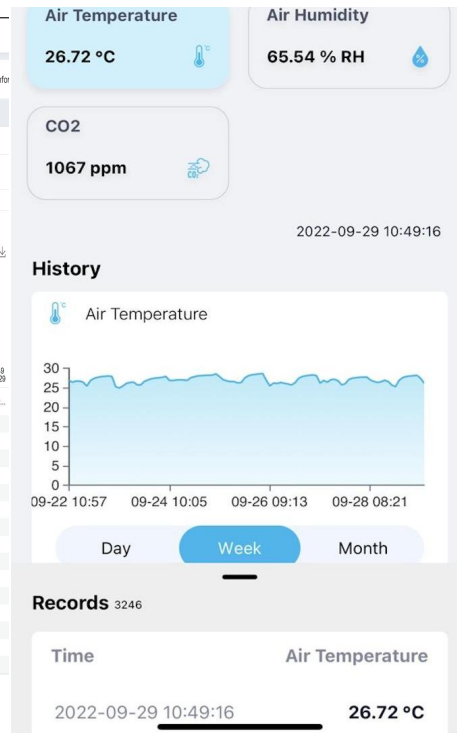 Air Temperature
26.72 °C
Air Humidity
65.54 % RH
CO2
1067 ppm
CO₂
2022-09-29 10:49:16
History
°C
Air Temperature
30
25
20
15
10
5
0
09-22 10:57 09-24 10:05 09-26 09:13 09-28 08:21
Day Week Month
Records 3246
Time Air Temperature
2022-09-29 10:49:16 26.72 °C